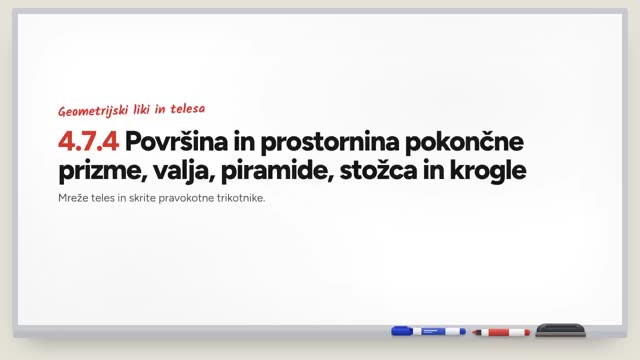 Geometrijski liki in telesa
4.7.4 Površina in prostornina pokončne
prizme, valja, piramide, stožca in krogle
Mreže teles in skrite pravokotne trikotnike.